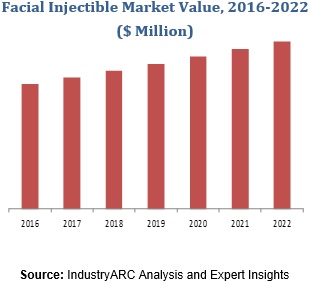 Facial Injectible Market Value, 2016-2022
($ Million)
2016 2017 2018 2019 2020 2021 2022
Source: IndustryARC Analysis and Expert Insights